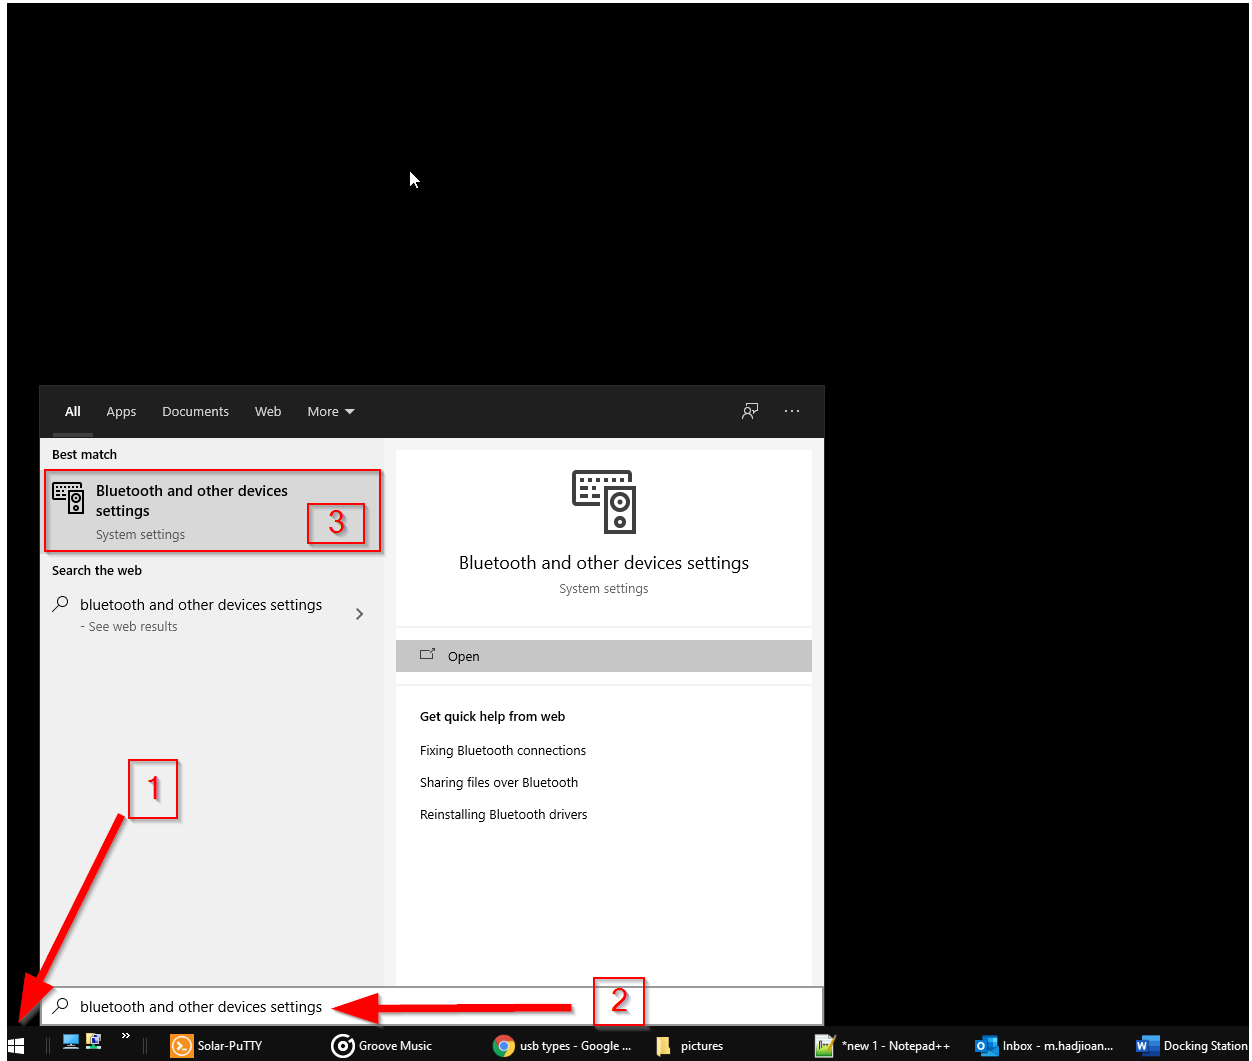 All Apps Documents Web More
Best match
Bluetooth and other devices
settings
System settings
3
Search the web
bluetooth and other devices settings
- See web results
Bluetooth and other devices settings
System settings
Open
Get quick help from web
Fixing Bluetooth connections
Sharing files over Bluetooth
Reinstalling Bluetooth drivers
1
bluetooth and other devices settings
2
Solar-PuTTY Groove Music usb types - Google ... pictures *new 1 - Notepad++ Inbox - m.hadjioan... Docking Station